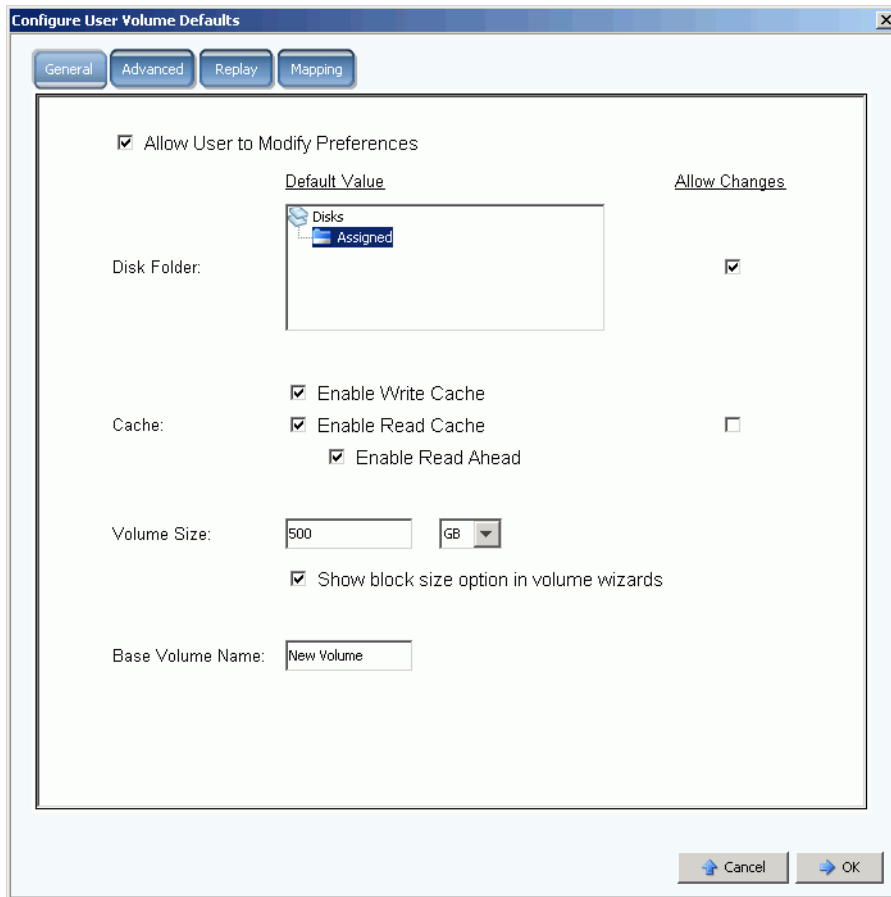 Configure User Volume Defaults
General Advanced Replay Mapping
Allow User to Modify Preferences
Default Value Allow Changes
Disks
Assigned
Disk Folder:
Enable Write Cache
Cache: Enable Read Cache
Enable Read Ahead
Volume Size: 500 GB
Show block size option in volume wizards
Base Volume Name: New Volume
Cancel OK